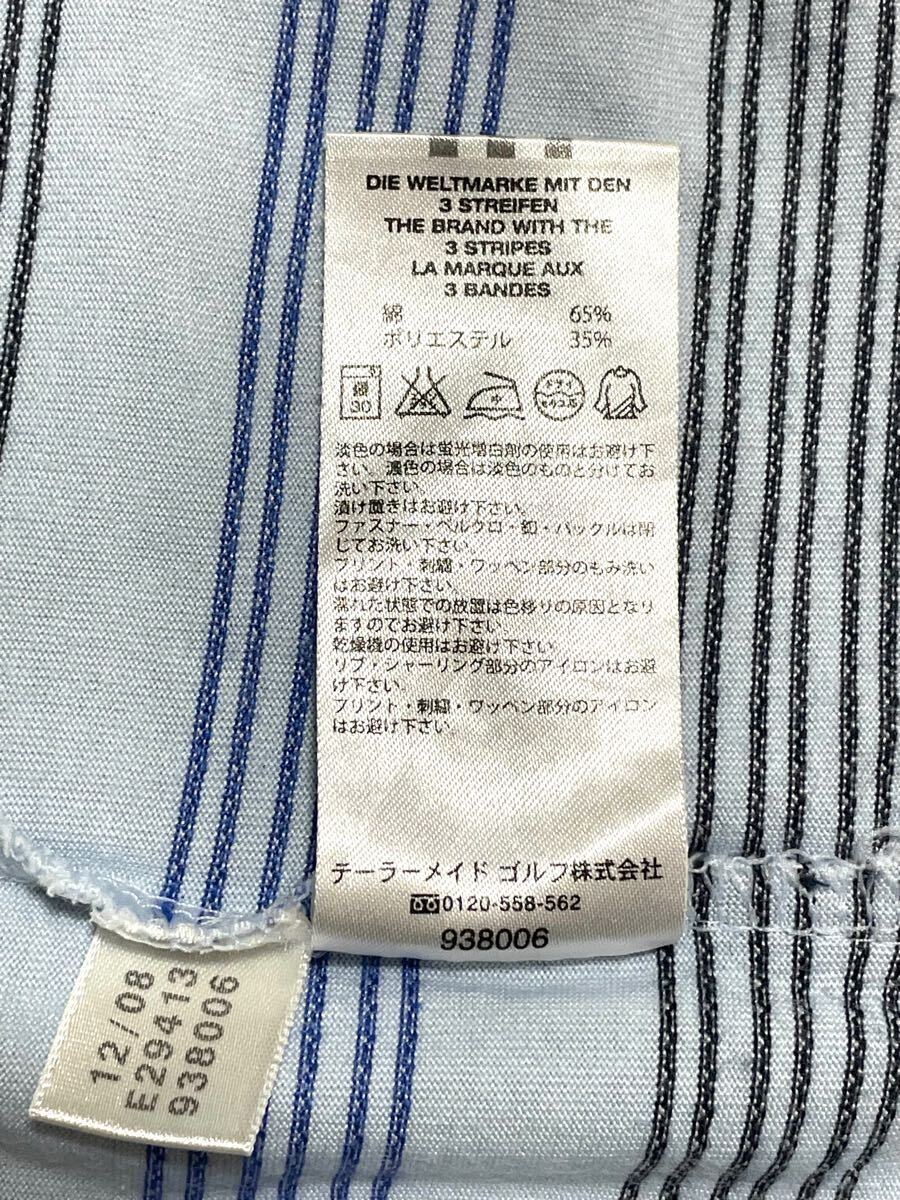 DIE WELTMARKE MIT DEN
3 STREIFEN
THE BRAND WITH THE
3 STRIPES
LA MARQUE AUX
3 BANDES
綿 65%
ポリエステル 35%
30
淡色の場合は蛍光増白剤の使用はお避け下
さい。濃色の場合は淡色のものと分けてお
洗い下さい。
漬け置きはお避け下さい。
ファスナー・ベルクロ・釦・バックルは閉
じてお洗い下さい。
プリント・刺繍・ワッペン部分のもみ洗い
はお避け下さい。
濡れた状態での放置は色移りの原因となり
ますのでお避け下さい。
乾燥機の使用はお避け下さい。
リブ・シャーリング部分のアイロンはお避
け下さい。
プリント・刺繍・ワッペン部分のアイロン
はお避け下さい。
テーラーメイド ゴルフ株式会社
0120-558-562
938006
12/08
E29413
938006